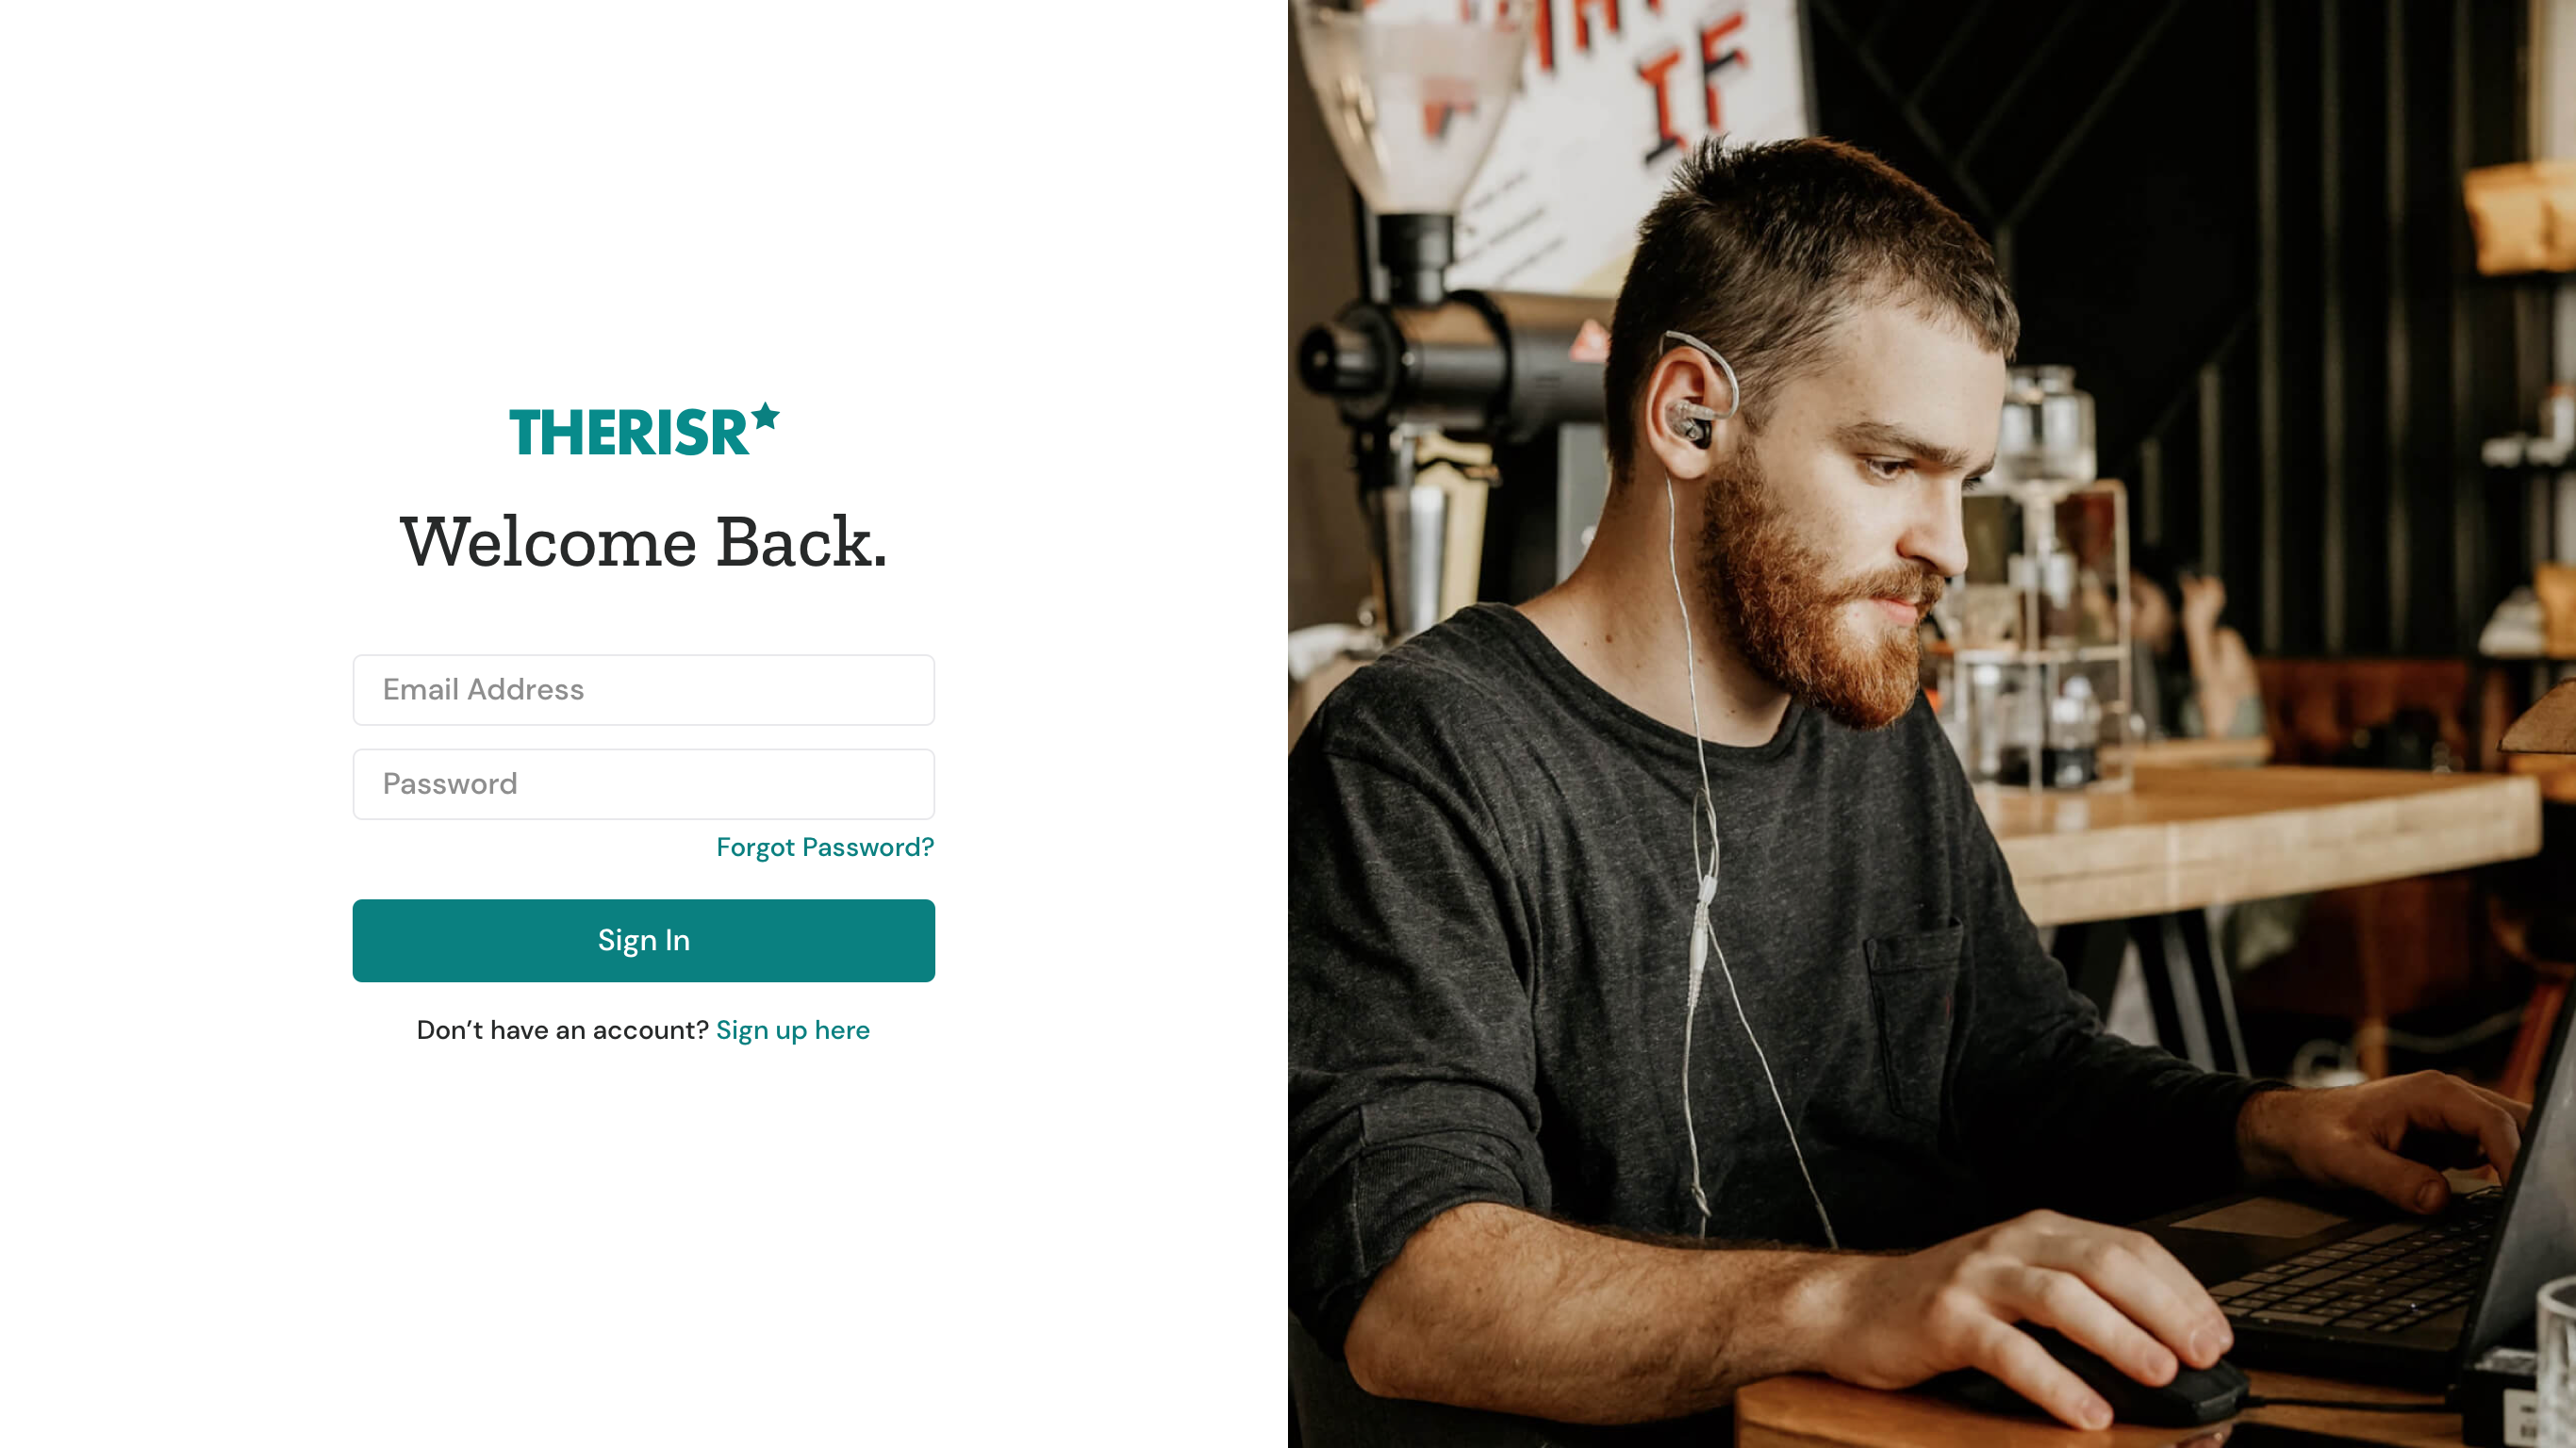 THERISR
Welcome Back.
Email Address
Password
Forgot Password?
Sign In
Don’t have an account? Sign up here
IF